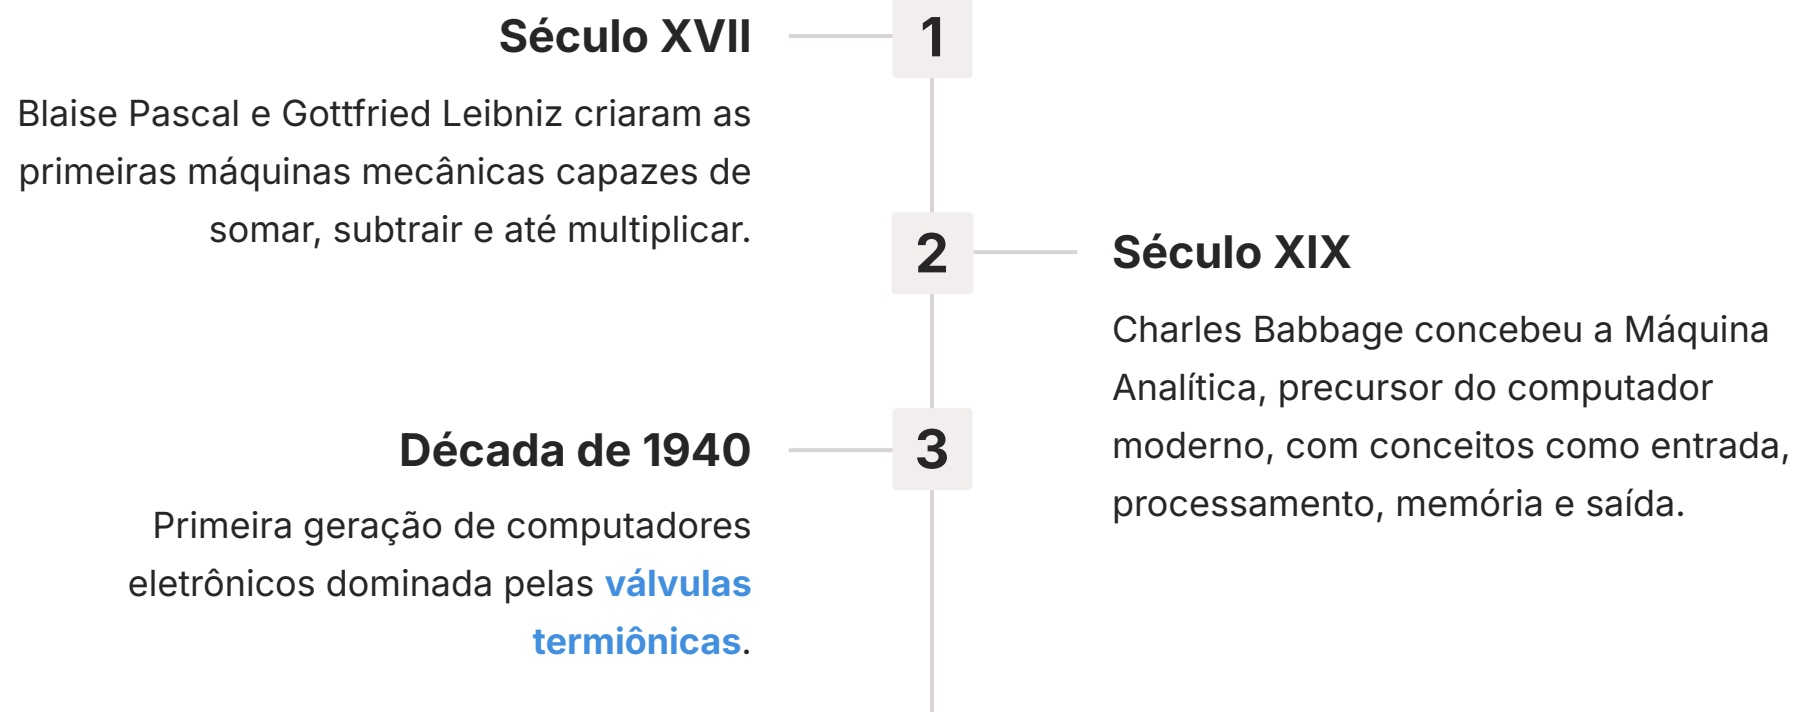 Século XVII
1
Blaise Pascal e Gottfried Leibniz criaram as
primeiras máquinas mecânicas capazes de
somar, subtrair e até multiplicar.
2
Século XIX
Charles Babbage concebeu a Máquina
Analítica, precursor do computador
moderno, com conceitos como entrada,
processamento, memória e saída.
3
Década de 1940
Primeira geração de computadores
eletrônicos dominada pelas válvulas
termiônicas.